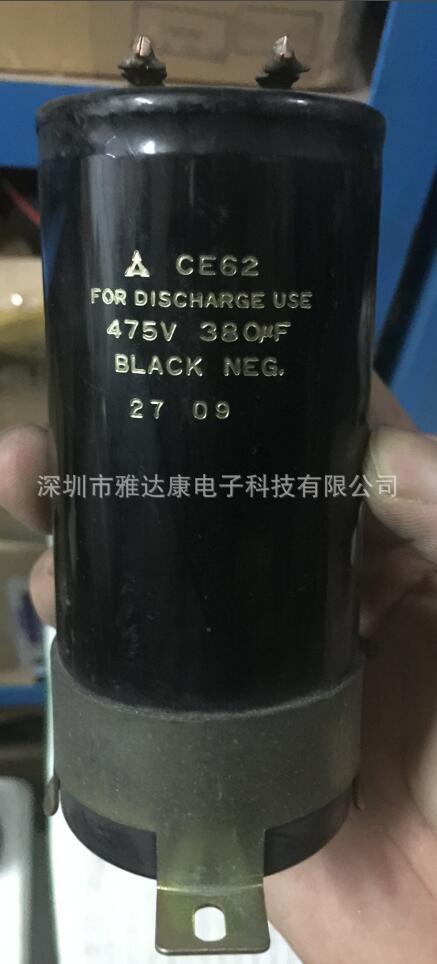 CE62
FOR DISCHARGE USE
475V 380μF
BLACK NEG.
27 09
深圳市雅达康电子科技有限公司